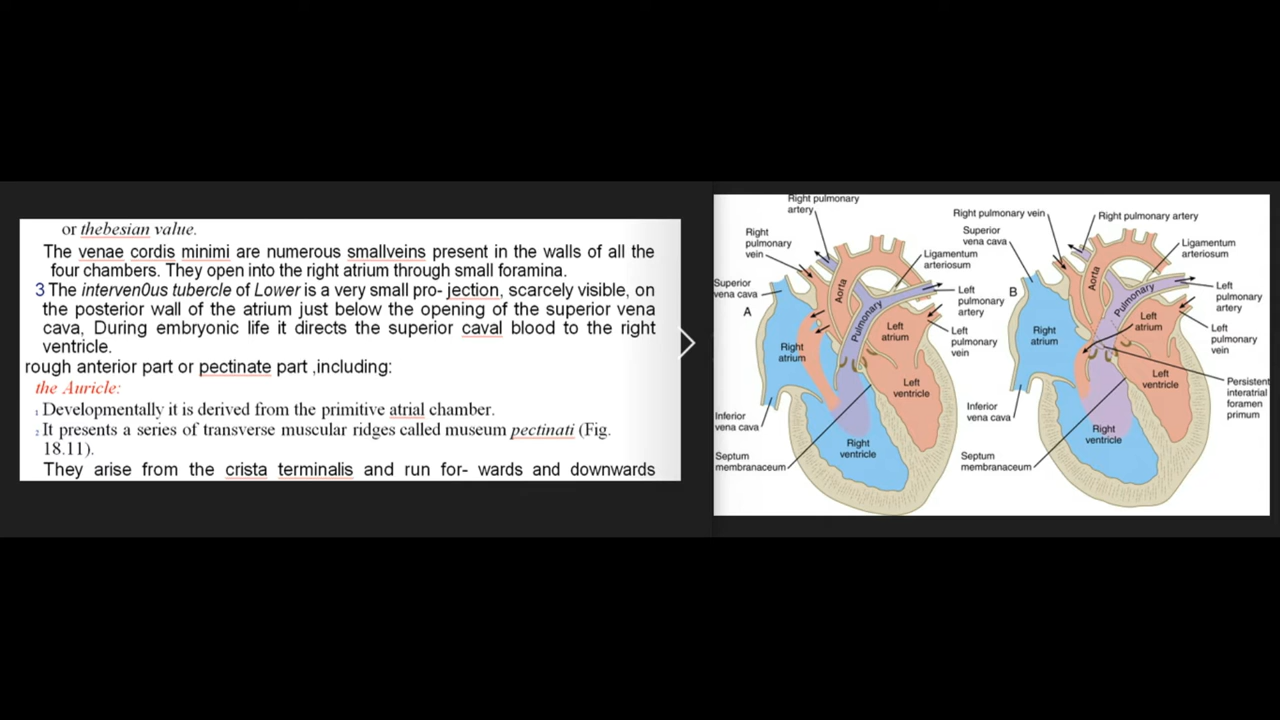 or thebesian value.
The venae cordis minimi are numerous smallveins present in the walls of all the
four chambers. They open into the right atrium through small foramina.
3 The interven0us tubercle of Lower is a very small pro- jection, scarcely visible, on
the posterior wall of the atrium just below the opening of the superior vena
cava, During embryonic life it directs the superior caval blood to the right
ventricle.
rough anterior part or pectinate part ,including:
the Auricle:
1 Developmentally it is derived from the primitive atrial chamber.
2 It presents a series of transverse mocular ridges called museum pectinati (Fig.
18.11).
They arise from the crista terminalis and run for- wards and downwards
Right pulmonary
artery
Right
pulmonary
vein
Superior
vena cava
A
Aorta
Ligamentum
arteriosum
Pulmonary
Left
pulmonary
artery
Left
atrium
Left
pulmonary
vein
Right
atrium
Left
ventricle
Inferior
vena cava
Right
ventricle
Septum
membranaceum
Right pulmonary vein
Right pulmonary artery
Superior
vena cava
Ligamentum
arteriosum
B
Aorta
Pulmonary
Left
pulmonary
artery
Right
atrium
Left
atrium
Left
pulmonary
vein
Left
ventricle
Persistent
interatrial
foramen
primum
Inferior
vena cava
Right
ventricle
Septum
membranaceum